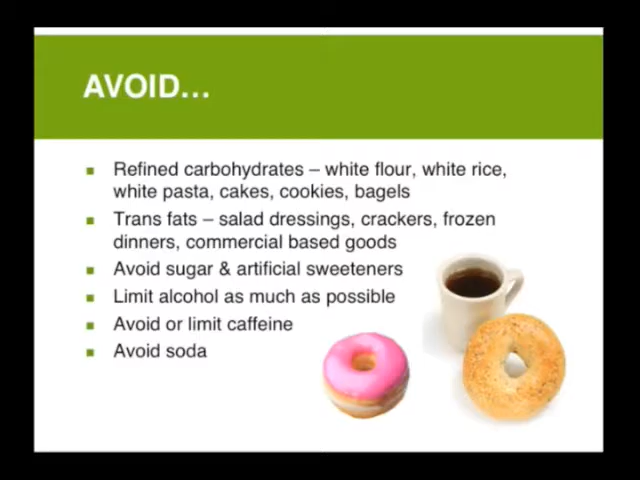 AVOID…
Refined carbohydrates – white flour, white rice,
white pasta, cakes, cookies, bagels
Trans fats – salad dressings, crackers, frozen
dinners, commercial based goods
Avoid sugar & artificial sweeteners
Limit alcohol as much as possible
Avoid or limit caffeine
Avoid soda